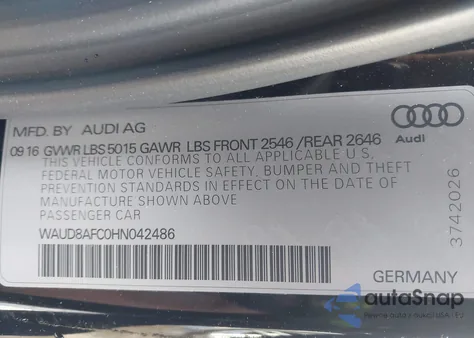 MFD. BY AUDI AG
09 16 GVWR LBS 5015 GAWR LBS FRONT 2546 /REAR 2646
THIS VEHICLE CONFORMS TO ALL APPLICABLE U.S.
FEDERAL MOTOR VEHICLE SAFETY, BUMPER AND THEFT
PREVENTION STANDARDS IN EFFECT ON THE DATE OF
MANUFACTURE SHOWN ABOVE
PASSENGER CAR
WAUD8AFC0HN042486
Audi
3742026
GERMANY
autoSnap